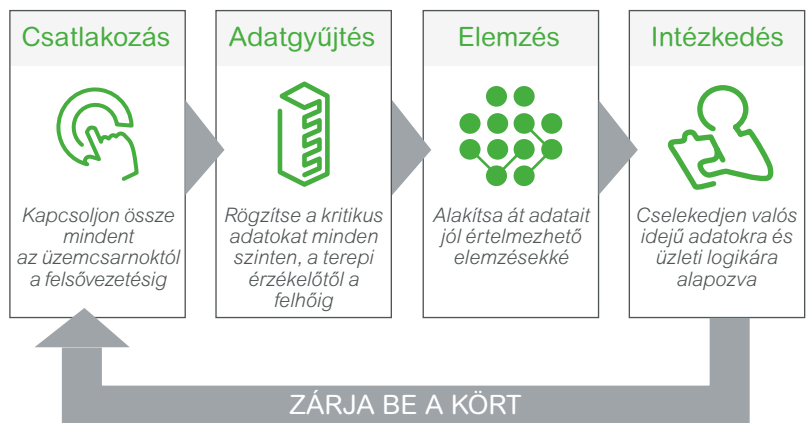 Csatlakozás
Kapcsoljon össze
mindent
az üzemcsarnoktól
a felsővezetésig
Adatgyűjtés
Rögzítse a kritikus
adatokat minden
szinten, a terepi
érzékelőtől a
felhőig
Elemzés
Alakítsa át adatait
jól értelmezhető
elemzésekké
Intézkedés
Cselekedjen valós
idejű adatokra és
üzleti logikára
alapozva
ZÁRJA BE A KÖRT